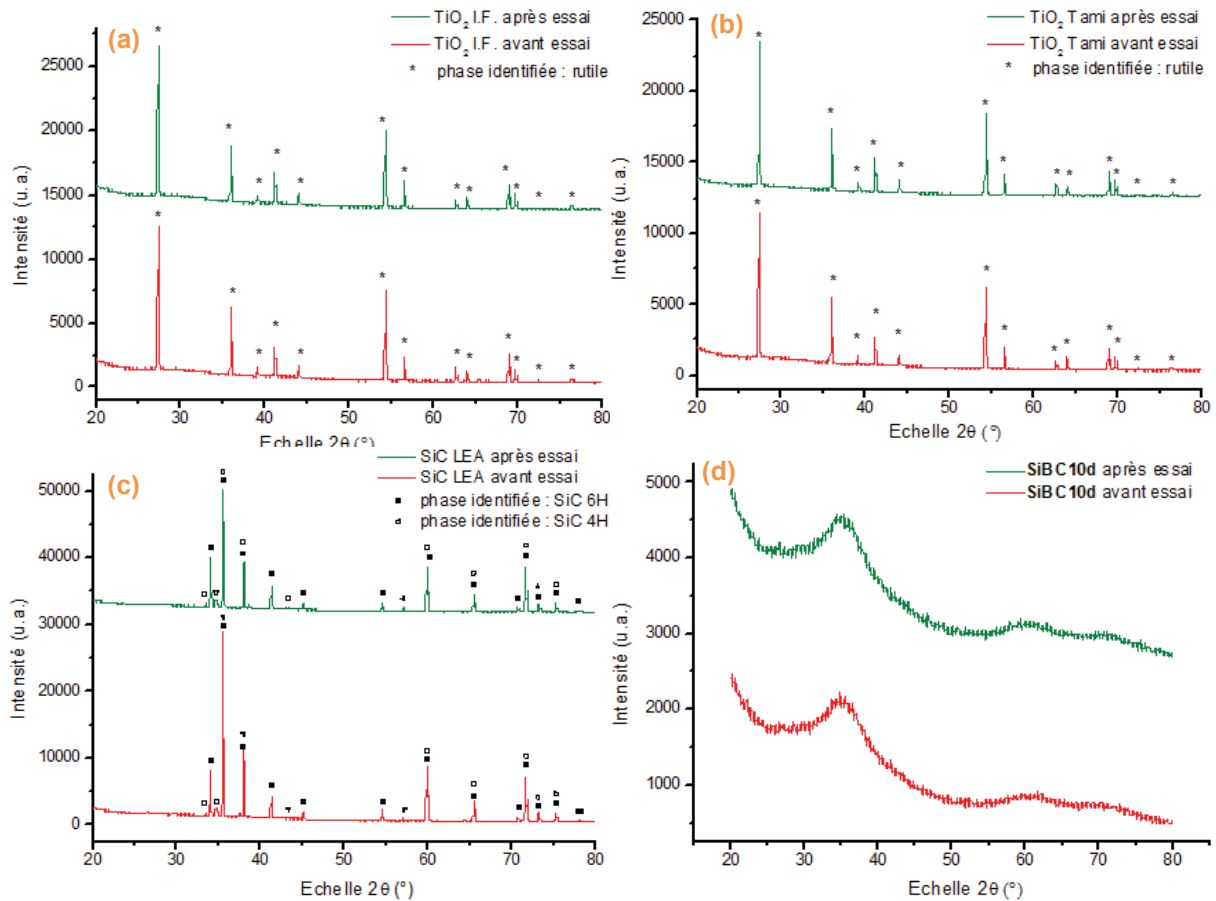 (a)
TiO2 I.F. après essai
TiO2 I.F. avant essai
* phase identifiée : rutile
Intensité (u.a.)
25000
20000
15000
10000
5000
0
20 30 40 50 60 70 80
Echelle 2θ (°)
(b)
TiO2 Tami après essai
TiO2 Tami avant essai
* phase identifiée : rutile
Intensité (u.a.)
25000
20000
15000
10000
5000
0
20 30 40 50 60 70 80
Echelle 2θ (°)
(c)
SiC LEA après essai
SiC LEA avant essai
phase identifiée : SiC 6H
phase identifiée : SiC 4H
Intensité (u.a.)
50000
40000
30000
20000
10000
0
20 30 40 50 60 70 80
Echelle 2θ (°)
(d)
SiBC10d après essai
SiBC10d avant essai
Intensité (u.a.)
5000
4000
3000
2000
1000
20 30 40 50 60 70 80
Echelle 2θ (°)